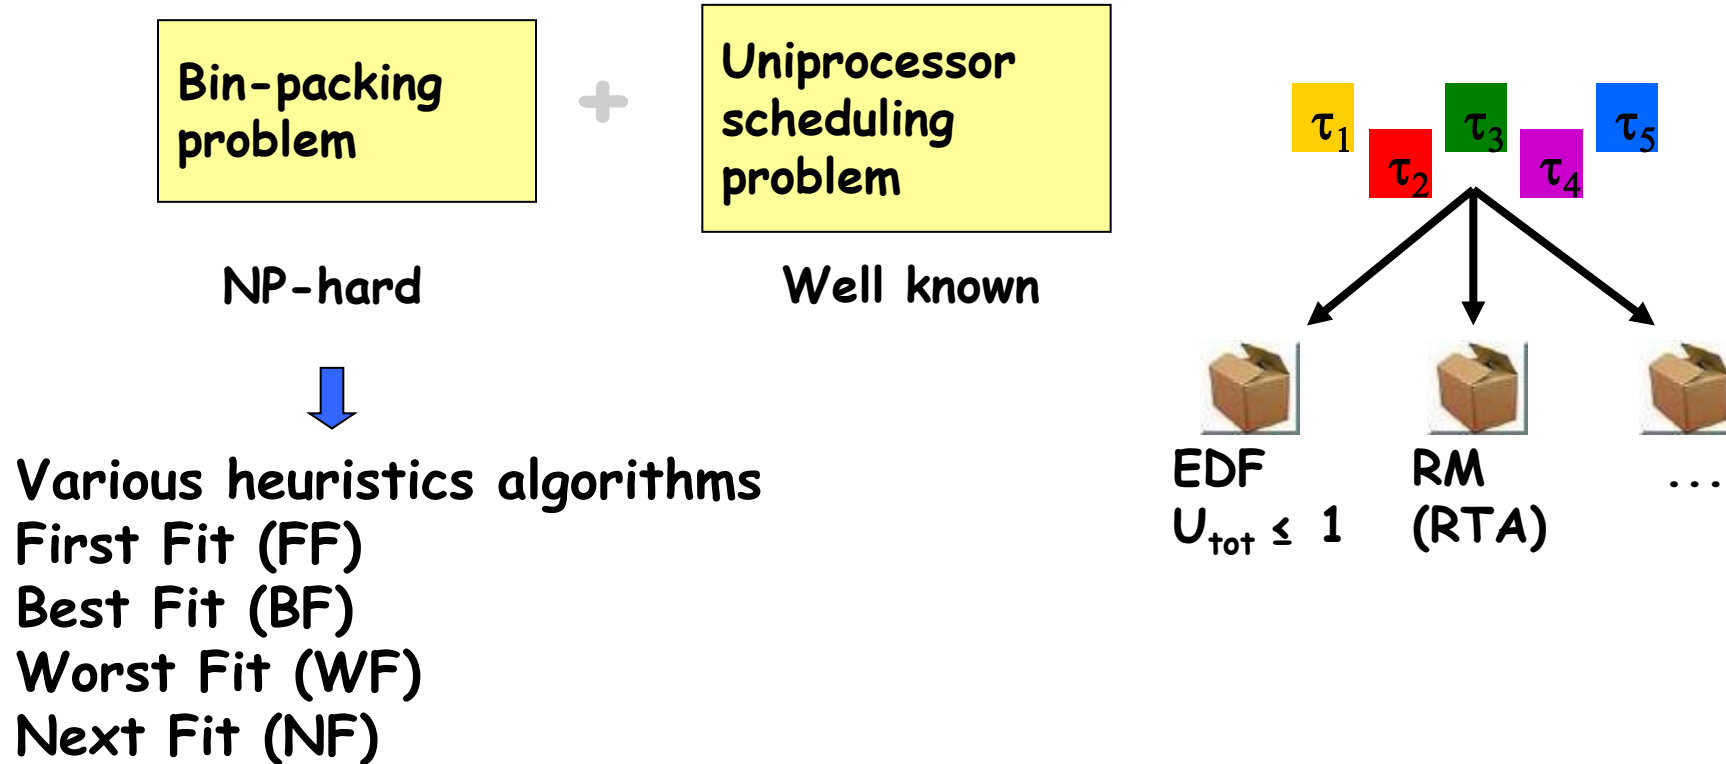 Bin-packing
problem
+
Uniprocessor
scheduling
problem
NP-hard
Well known
Various heuristics algorithms
First Fit (FF)
Best Fit (BF)
Worst Fit (WF)
Next Fit (NF)
τ1
τ2
τ3
τ4
τ5
EDF
Utot ≤ 1
RM
(RTA)
...